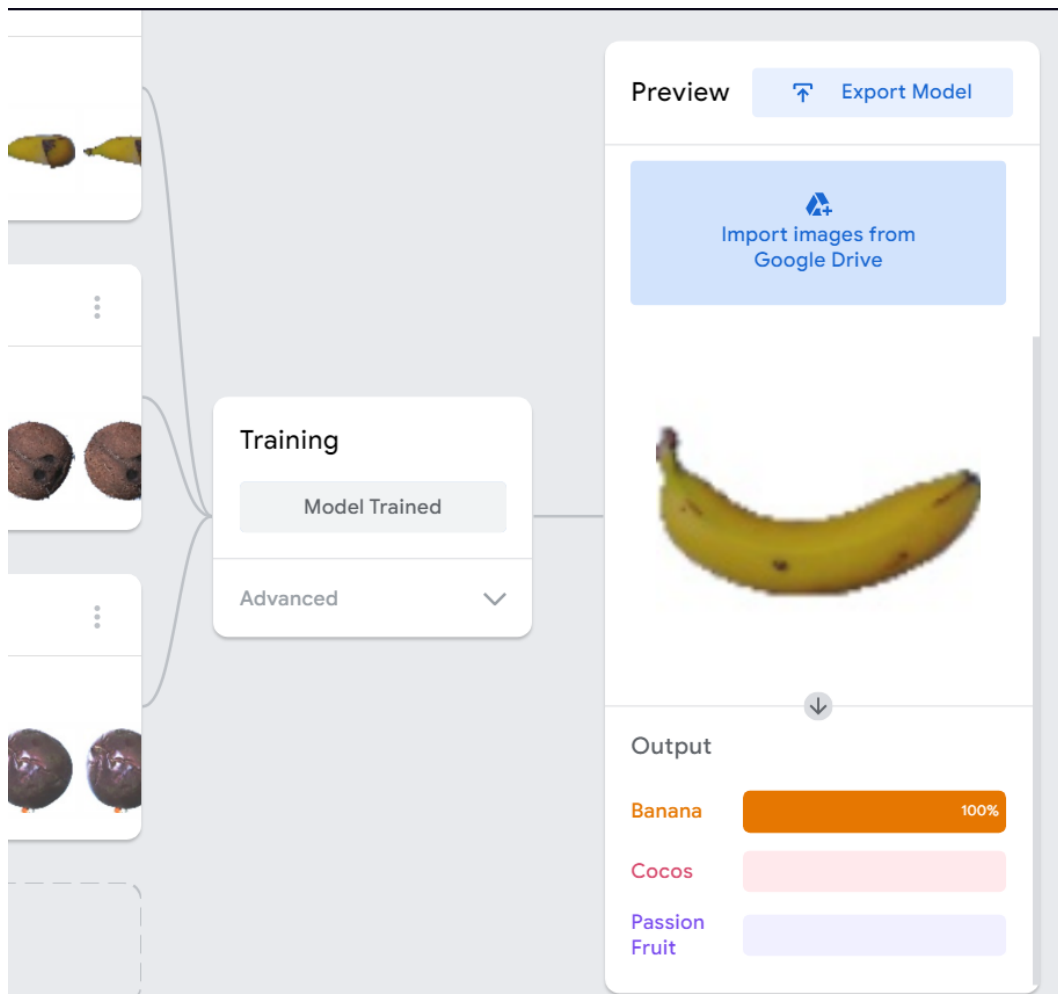 Preview
Export Model
Import images from
Google Drive
Training
Model Trained
Advanced
Output
Banana
100%
Cocos
Passion
Fruit